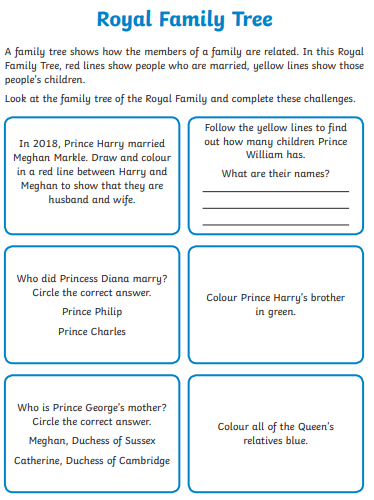 Royal Family Tree
A family tree shows how the members of a family are related. In this Royal
Family Tree, red lines show people who are married, yellow lines show those
people's children.
Look at the family tree of the Royal Family and complete these challenges.
In 2018, Prince Harry married
Meghan Markle. Draw and colour
in a red line between Harry and
Meghan to show that they are
husband and wife.
Follow the yellow lines to find
out how many children Prince
William has.
What are their names?
Who did Princess Diana marry?
Circle the correct answer.
Prince Philip
Prince Charles
Colour Prince Harry's brother
in green.
Who is Prince George's mother?
Circle the correct answer.
Meghan, Duchess of Sussex
Catherine, Duchess of Cambridge
Colour all of the Queen's
relatives blue.